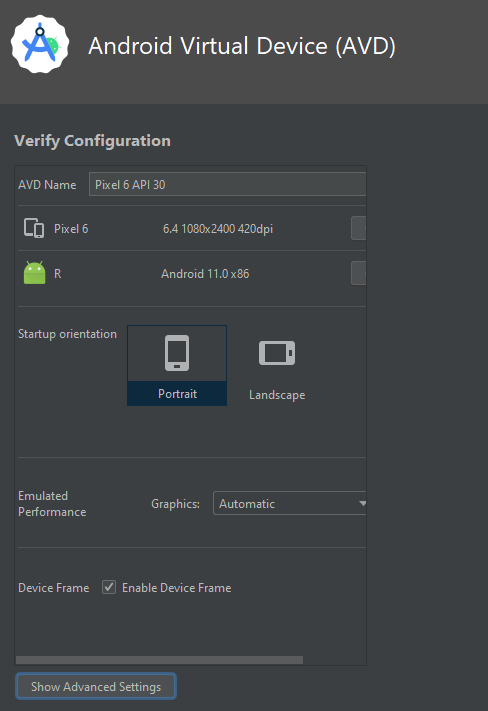 Android Virtual Device (AVD)
Verify Configuration
AVD Name Pixel 6 API 30
Pixel 6 6.4 1080x2400 420dpi
R Android 11.0 x86
Startup orientation
Portrait
Landscape
Emulated
Performance
Graphics: Automatic
Device Frame Enable Device Frame
Show Advanced Settings